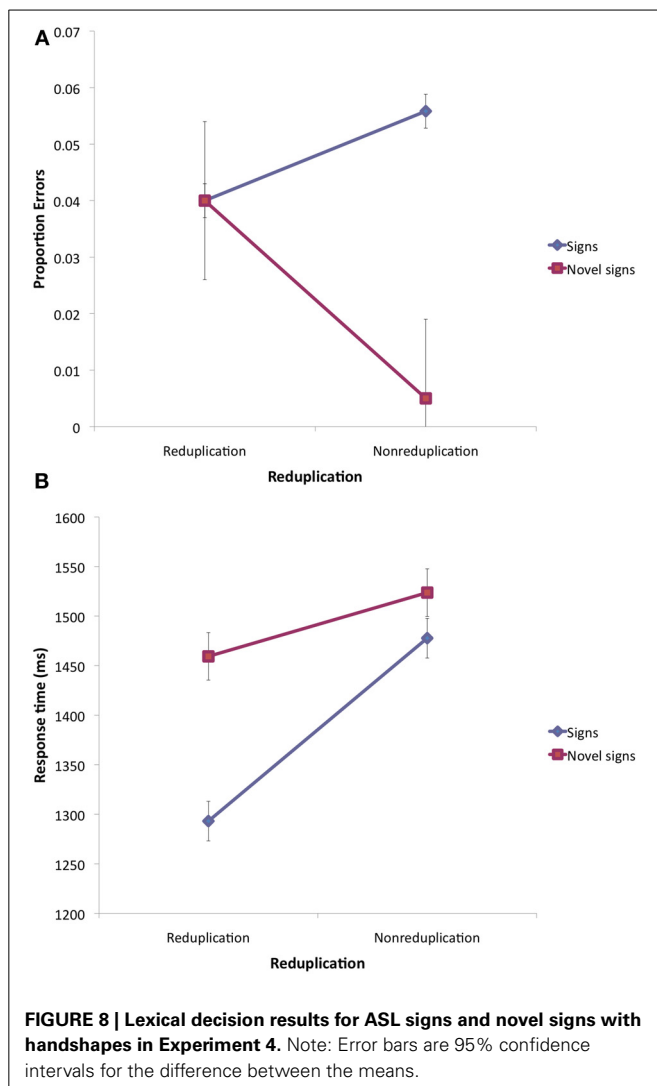 A
0.07
0.06
0.05
0.04
0.03
0.02
0.01
0
Proportion Errors
Signs
Novel signs
Reduplication Nonreduplication
Reduplication
B
1600
1550
1500
1450
1400
1350
1300
1250
1200
Response time (ms)
Signs
Novel signs
Reduplication Nonreduplication
Reduplication
FIGURE 8 | Lexical decision results for ASL signs and novel signs with
handshapes in Experiment 4. Note: Error bars are 95% confidence
intervals for the difference between the means.